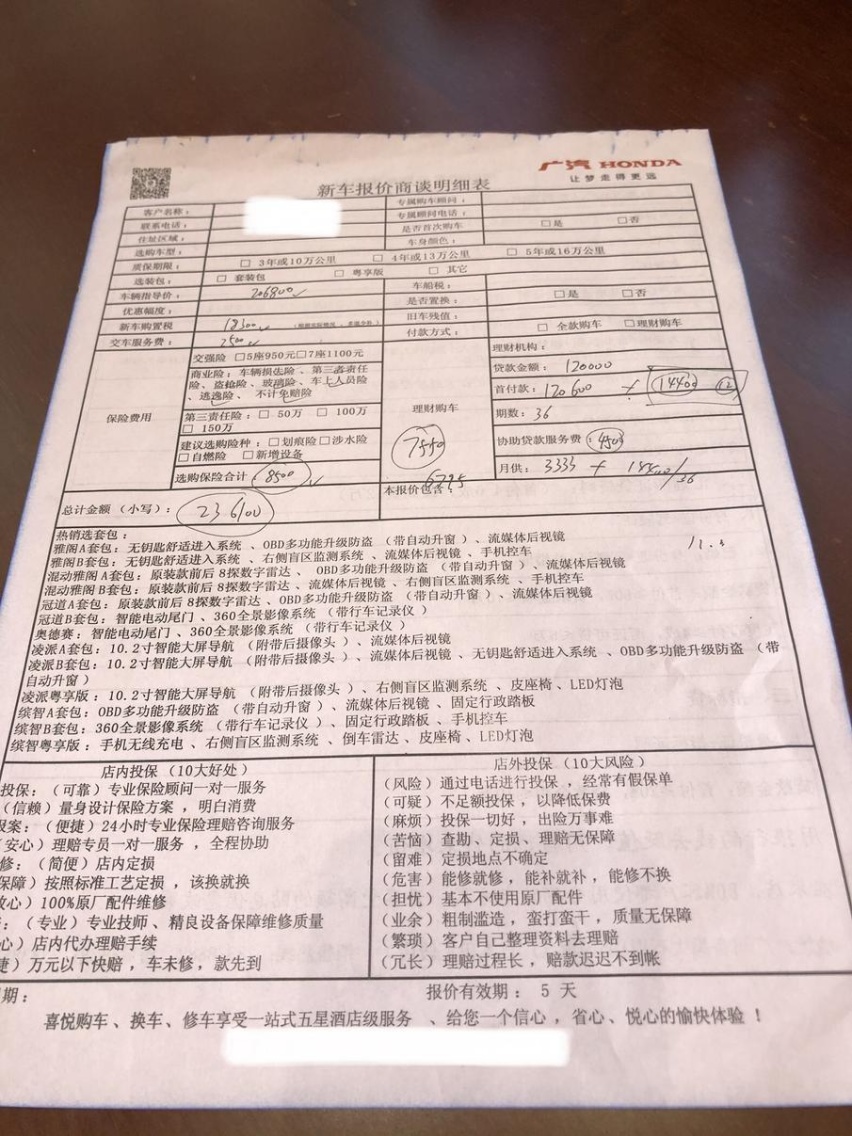 广汽 HONDA
让梦走得更远
新车报价商谈明细表
客户名称：
专属购车顾问：
联系电话：
专属顾问电话：
住址区域：
是否首次购车 □是 □否
选购车型：
车身颜色：
质保期限： □ 3年或10万公里 □ 4年或13万公里 □ 5年或16万公里
选装包： □ 套装包 □ 粤享版 □ 其它
车辆指导价： 206800
车船税：
优惠幅度：
是否置换： □是 □否
新车购置税 18300
旧车残值：
交车服务费： 2500
付款方式： □ 全款购车 □理财购车
保险费用
交强险 □5座950元□7座1100元
商业险：车辆损失险、第三者责任
险、盗抢险、玻璃险、车上人员险
、逃逸险、 不计免赔险
第三责任险：□ 50万 □ 100万
□ 150万
建议选购险种：□划痕险□涉水险
□自燃险 □新增设备
选购保险合计： 8500
理财购车
7550
6795
理财机构：
贷款金额： 120000
首付款： 120600 + 14400 12
期数： 36
协助贷款服务费： 4500
月供： 3333 + /36
总计金额（小写）： 236100
本报价包含：
热销选套包：
雅阁A套包：无钥匙舒适进入系统 、OBD多功能升级防盗 （带自动升窗 ）、流媒体后视镜
雅阁B套包：无钥匙舒适进入系统 、右侧盲区监测系统 、流媒体后视镜 、手机控车
混动雅阁A套包：原装款前后8探数字雷达 、OBD多功能升级防盗 （带自动升窗 ）、流媒体后视镜
混动雅阁B套包：原装款前后8探数字雷达 、流媒体后视镜 、右侧盲区监测系统 、手机控车
冠道A套包：原装款前后8探数字雷达 、OBD多功能升级防盗 （带自动升窗 ）、流媒体后视镜
冠道B套包：智能电动尾门 、360全景影像系统 （带行车记录仪 ）
奥德赛：智能电动尾门 、360全景影像系统 （带行车记录仪 ）
凌派A套包：10.2寸智能大屏导航 （附带后摄像头 ）、流媒体后视镜
凌派B套包：10.2寸智能大屏导航 （附带后摄像头 ）、流媒体后视镜 、无钥匙舒适进入系统 、OBD多功能升级防盗 （带
自动升窗 ）
凌派粤享版：10.2寸智能大屏导航 （附带后摄像头 ）、右侧盲区监测系统 、皮座椅 、LED灯泡
缤智A套包：OBD多功能升级防盗 （带自动升窗 ）、流媒体后视镜 、固定行政踏板
缤智B套包：360全景影像系统 （带行车记录仪 ）、固定行政踏板 、手机控车
缤智粤享版：手机无线充电 、右侧盲区监测系统 、倒车雷达 、皮座椅 、LED灯泡
店内投保（10大好处）
投保：（可靠）专业保险顾问一对一服务
（信赖）量身设计保险方案 ，明白消费
报案：（便捷）24小时专业保险理赔咨询服务
（安心）理赔专员一对一服务 ，全程协助
修：（简便）店内定损
保障）按照标准工艺定损 ，该换就换
放心）100%原厂配件维修
：（专业）专业技师 、精良设备保障维修质量
心）店内代办理赔手续
捷）万元以下快赔 ，车未修 ，款先到
店外投保（10大风险）
（风险）通过电话进行投保 ，经常有假保单
（可疑）不足额投保 ，以降低保费
（麻烦）投保一切好 ，出险万事难
（苦恼）查勘 、定损 、理赔无保障
（留难）定损地点不确定
（危害）能修就修 ，能补就补 ，能修不换
（担忧）基本不使用原厂配件
（业余）粗制滥造 ，蛮打蛮干 ，质量无保障
（繁琐）客户自己整理资料去理赔
（冗长）理赔过程长 ，赔款迟迟不到帐
期：
报价有效期： 5 天
喜悦购车 、换车 、修车享受一站式五星酒店级服务 、给您一个信心 ，省心 、悦心的愉快体验 ！